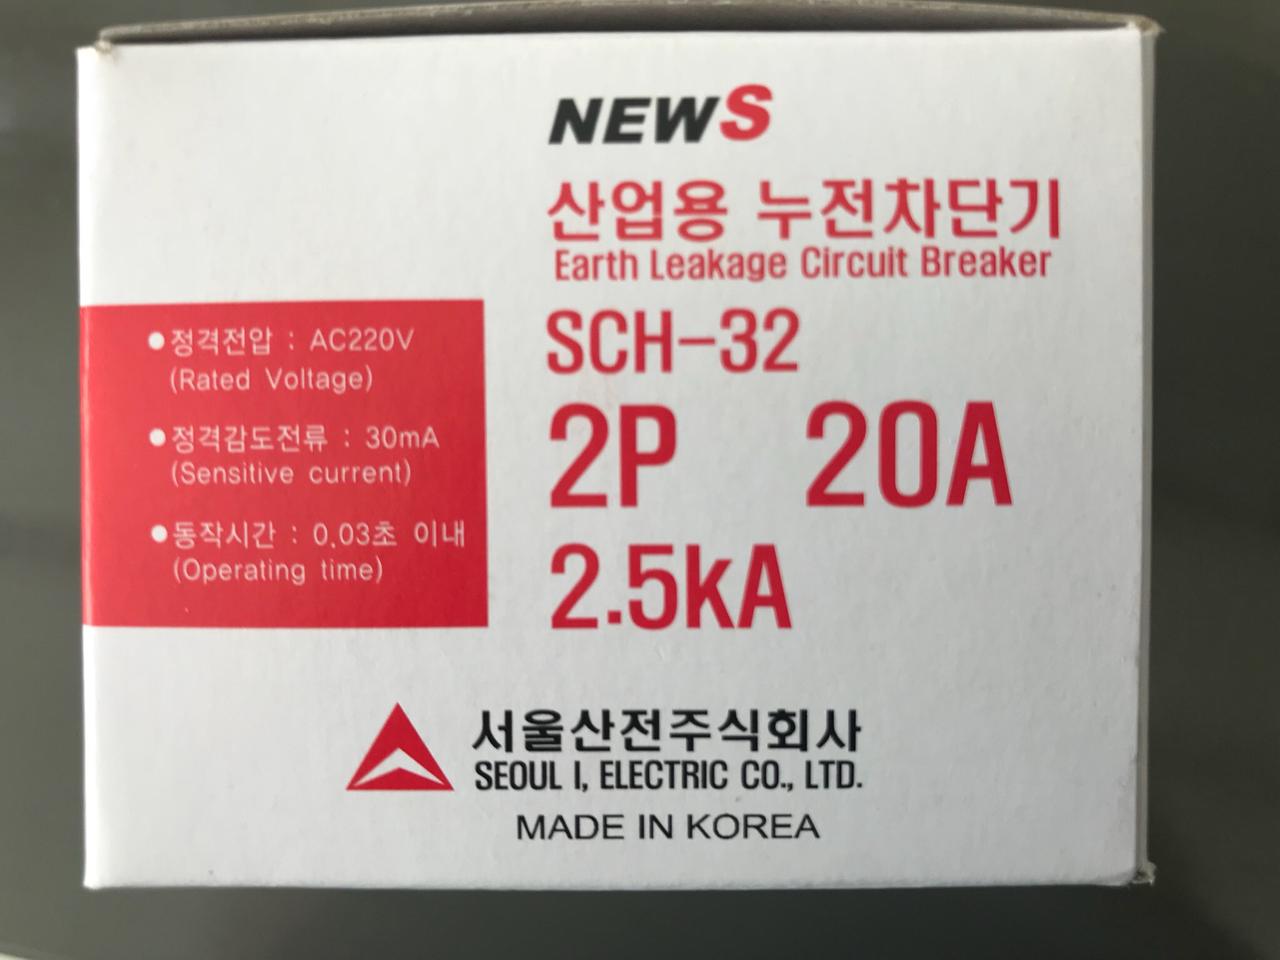 NEWS
산업용 누전차단기
Earth Leakage Circuit Breaker
SCH-32
2P 20A
2.5kA
●정격전압 : AC220V
(Rated Voltage)
●정격감도전류 : 30mA
(Sensitive current)
●동작시간 : 0.03초 이내
(Operating time)
서울산전주식회사
SEOUL I, ELECTRIC CO., LTD.
MADE IN KOREA